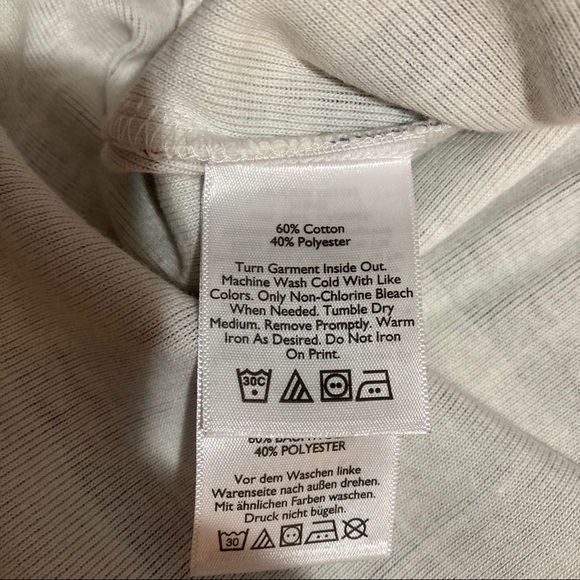 60% Cotton
40% Polyester
Turn Garment Inside Out.
Machine Wash Cold With Like
Colors. Only Non-Chlorine Bleach
When Needed. Tumble Dry
Medium. Remove Promptly. Warm
Iron As Desired. Do Not Iron
On Print.
30C
40% POLYESTER
Vor dem Waschen linke
Warenseite nach außen drehen.
Mit ähnlichen Farben waschen.
Druck nicht bügeln.
30